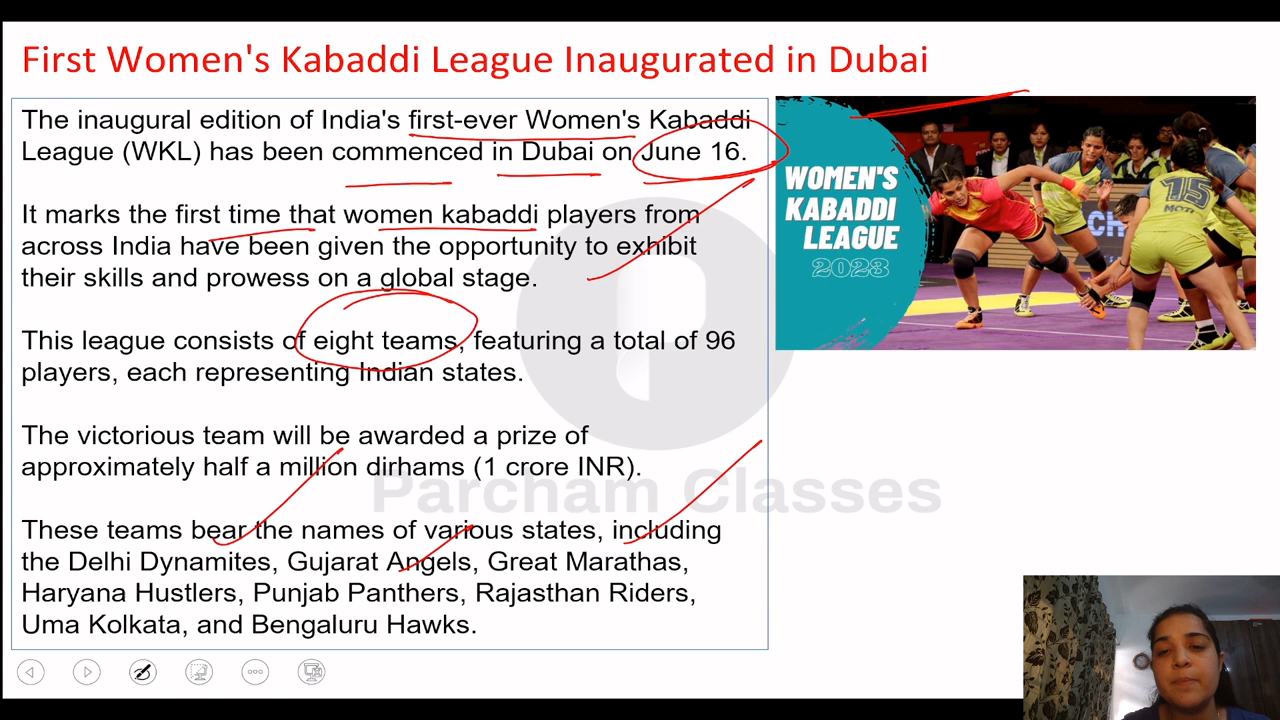 First Women's Kabaddi League Inaugurated in Dubai
The inaugural edition of India's first-ever Women's Kabaddi
League (WKL) has been commenced in Dubai on June 16.
It marks the first time that women kabaddi players from
across India have been given the opportunity to exhibit
their skills and prowess on a global stage.
This league consists of eight teams, featuring a total of 96
players, each representing Indian states.
The victorious team will be awarded a prize of
approximately half a million dirhams (1 crore INR).
These teams bear the names of various states, including
the Delhi Dynamites, Gujarat Angels, Great Marathas,
Haryana Hustlers, Punjab Panthers, Rajasthan Riders,
Uma Kolkata, and Bengaluru Hawks.
WOMEN'S
KABADDI
LEAGUE
2023
15
Parcham Classes